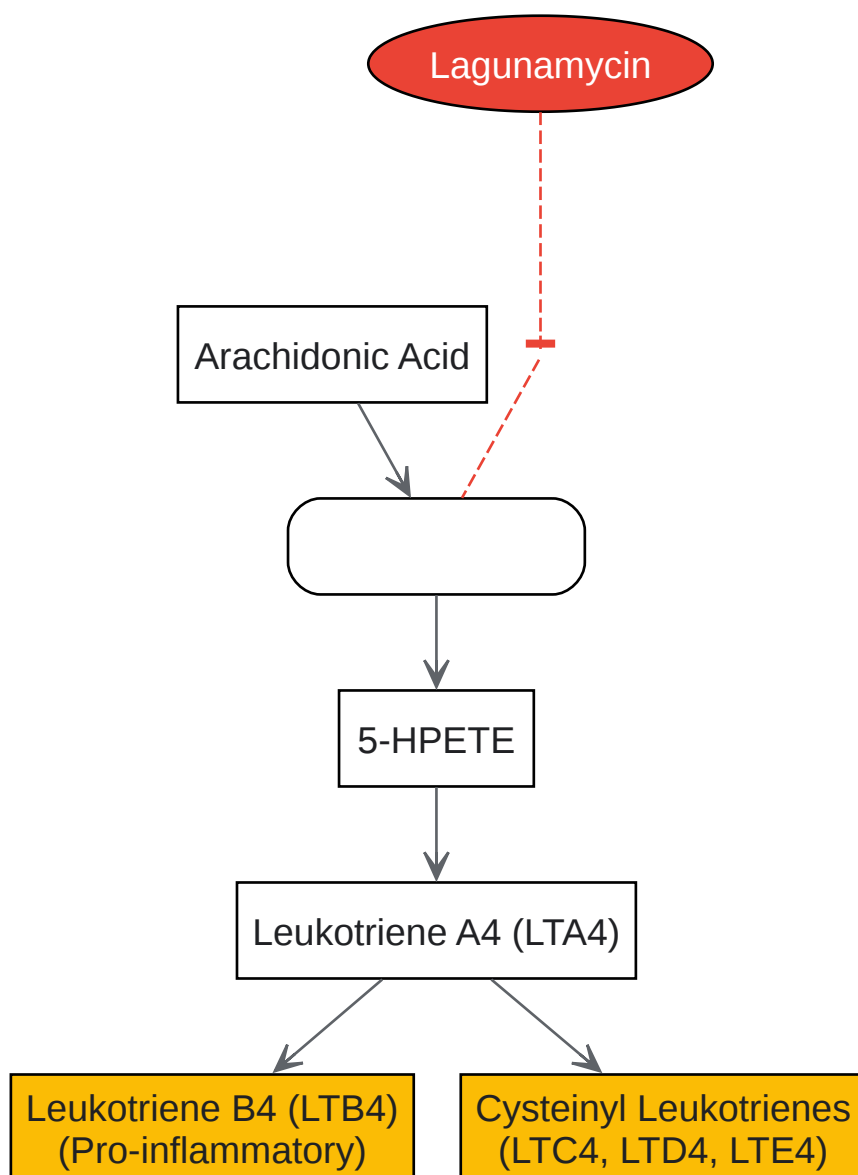 Lagunamycin
Arachidonic Acid
5-HPETE
Leukotriene A4 (LTA4)
Leukotriene B4 (LTB4)
(Pro-inflammatory)
Cysteinyl Leukotrienes
(LTC4, LTD4, LTE4)